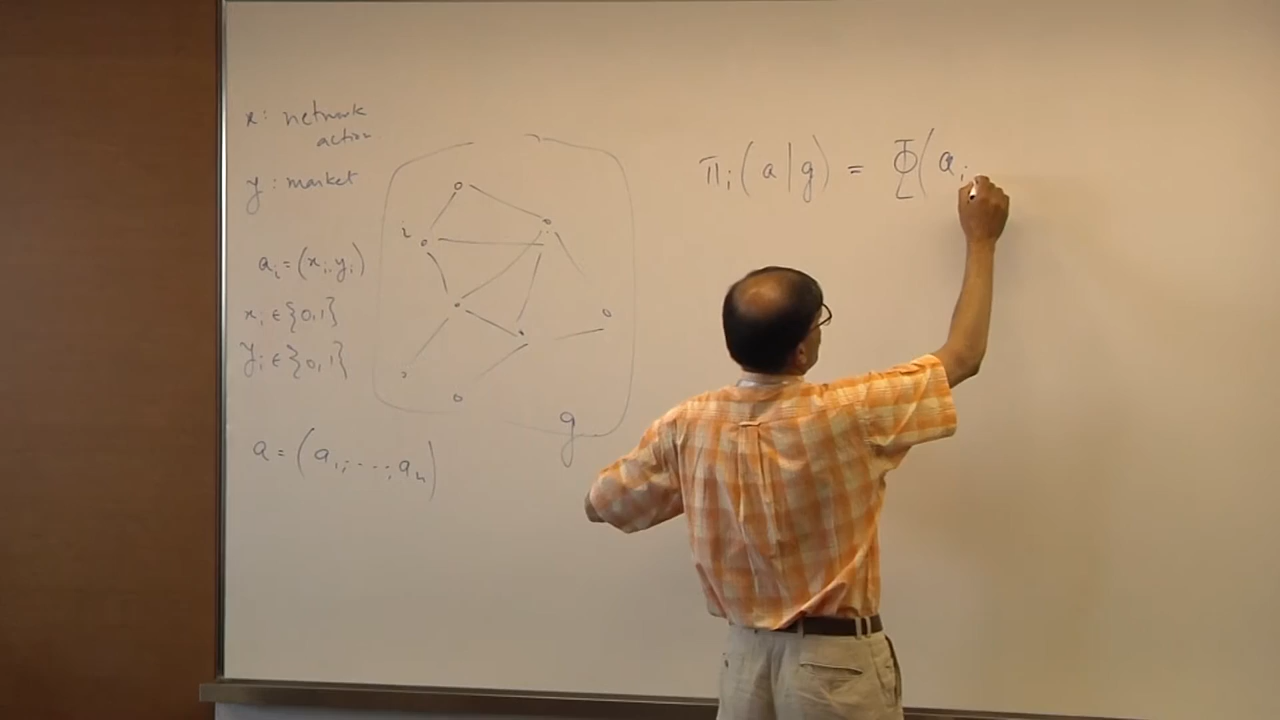 x: network
action
y: market
a_i = (x_i, y_i)
x_i ∈ {0,1}
y_i ∈ {0,1}
a = (a_1, ..., a_n)
i
g
π_i(a|g) = Φ(a_i